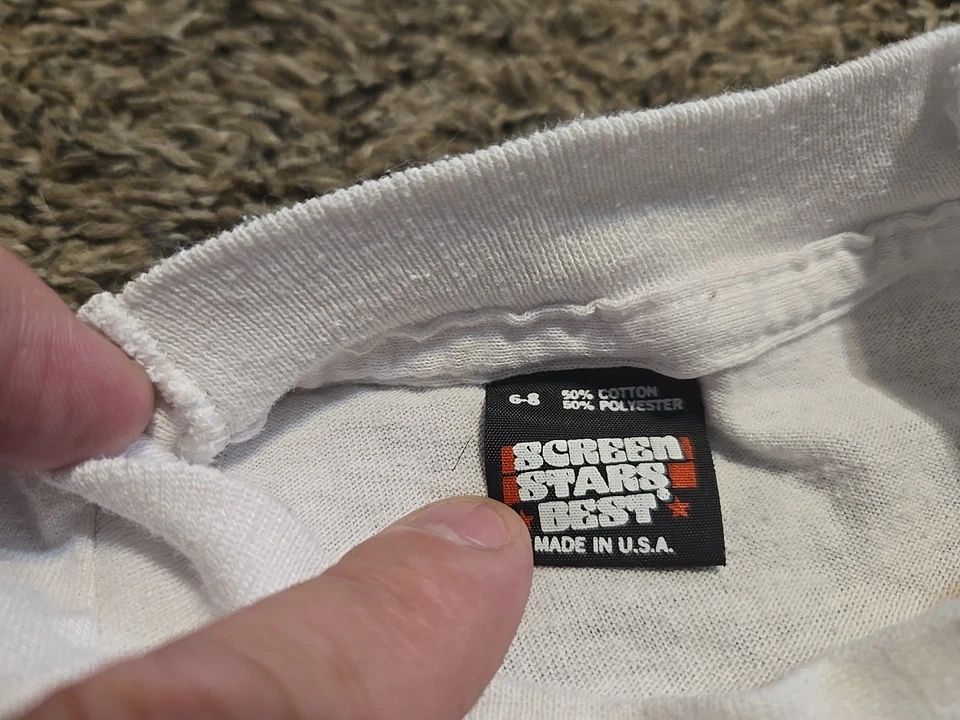 6-8
50% COTTON
50% POLYESTER
SCREEN
STARS
BEST
MADE IN U.S.A.